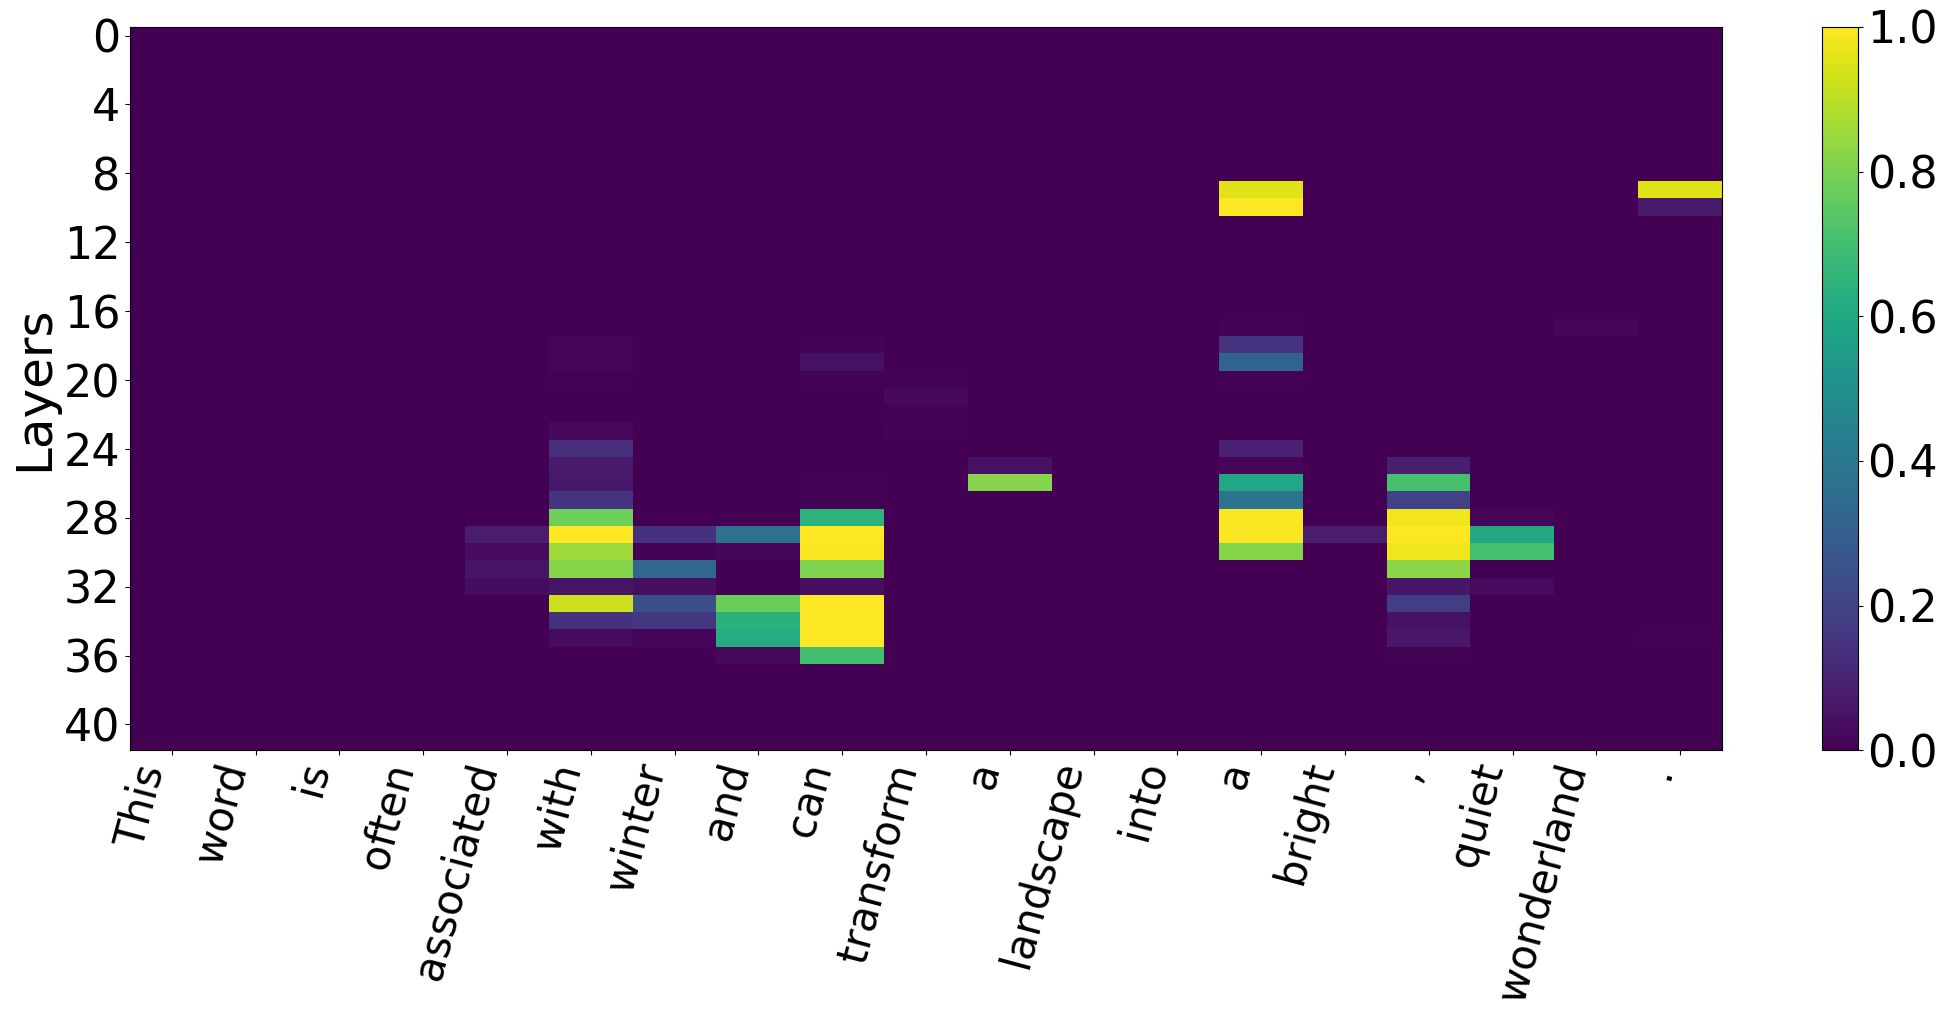 Layers
0
4
8
12
16
20
24
28
32
36
40
This
word
is
often
associated
with
winter
and
can
transform
a
landscape
into
a
bright
,
quiet
wonderland
.
1.0
0.8
0.6
0.4
0.2
0.0